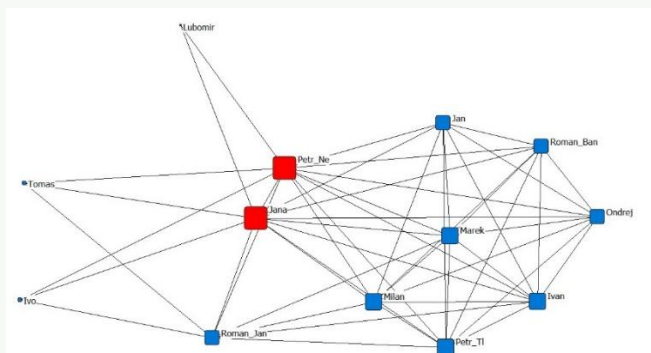 Lubomir
Jan
Roman_Ban
Petr_Ne
Tomas
Jana
Ondrej
Marek
Ivo
Milan
Ivan
Roman_Jan
Petr_Tl